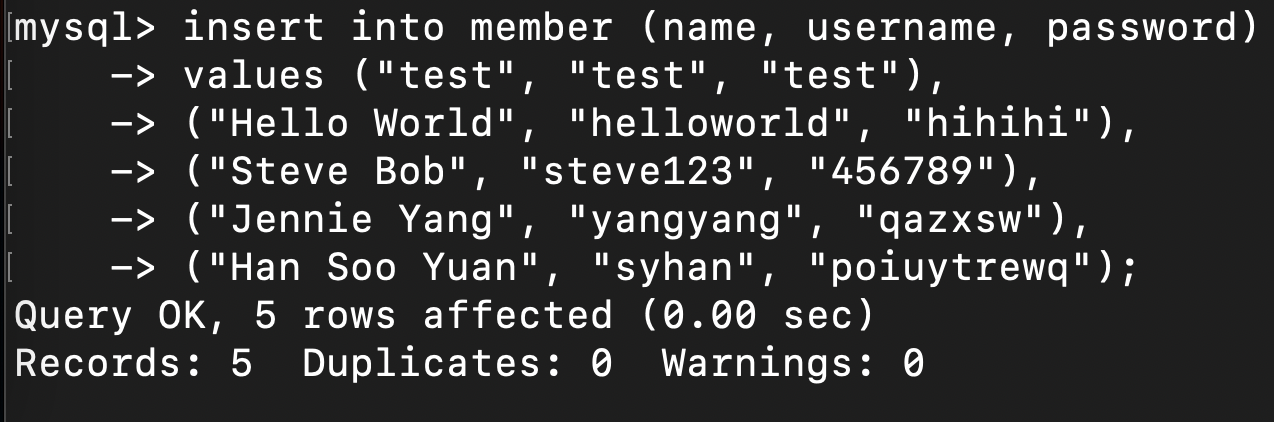 mysql> insert into member (name, username, password)
    -> values ("test", "test", "test"),
    -> ("Hello World", "helloworld", "hihihi"),
    -> ("Steve Bob", "steve123", "456789"),
    -> ("Jennie Yang", "yangyang", "qazxsw"),
    -> ("Han Soo Yuan", "syhan", "poiuytrewq");
Query OK, 5 rows affected (0.00 sec)
Records: 5  Duplicates: 0  Warnings: 0